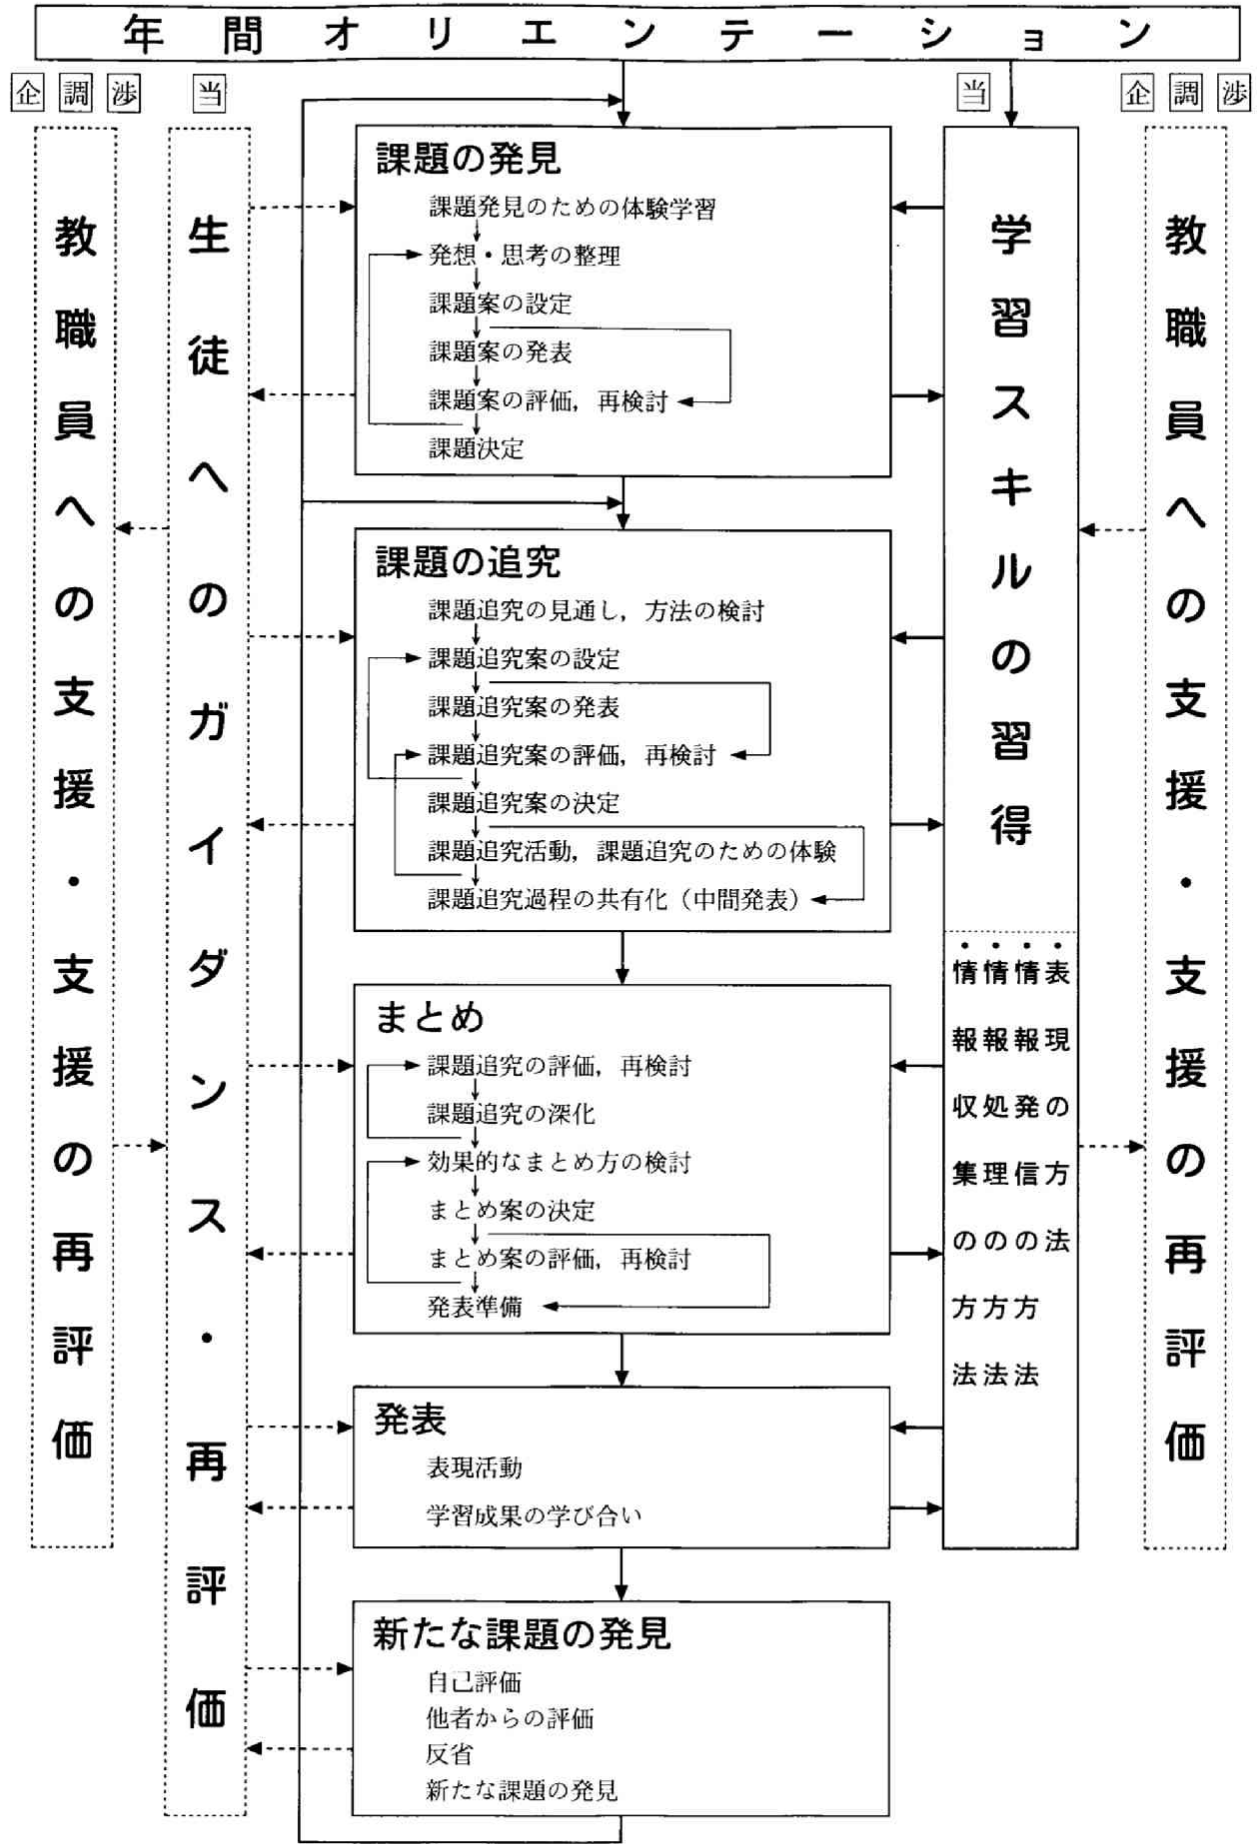 年間オリエンテーション
企 調 渉
当
当
企 調 渉
教職員への支援・支援の再評価
生徒へのガイダンス・再評価
課題の発見
課題発見のための体験学習
発想・思考の整理
課題案の設定
課題案の発表
課題案の評価，再検討
課題決定
課題の追究
課題追究の見通し，方法の検討
課題追究案の設定
課題追究案の発表
課題追究案の評価，再検討
課題追究案の決定
課題追究活動，課題追究のための体験
課題追究過程の共有化（中間発表）
まとめ
課題追究の評価，再検討
課題追究の深化
効果的なまとめ方の検討
まとめ案の決定
まとめ案の評価，再検討
発表準備
発表
表現活動
学習成果の学び合い
新たな課題の発見
自己評価
他者からの評価
反省
新たな課題の発見
学習スキルの習得
・表現の方法
・情報発信の方法
・情報処理の方法
・情報収集の方法
教職員への支援・支援の再評価